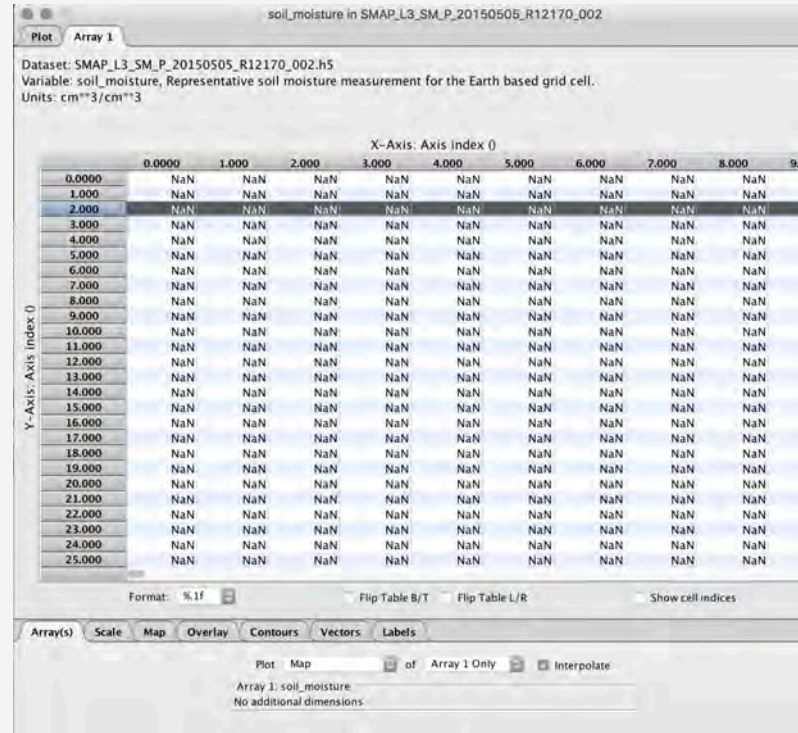 soil_moisture in SMAP_L3_SM_P_20150505_R12170_002
Plot Array 1
Dataset: SMAP_L3_SM_P_20150505_R12170_002.h5
Variable: soil_moisture, Representative soil moisture measurement for the Earth based grid cell.
Units: cm**3/cm**3
X-Axis: Axis index ()
0.0000 1.000 2.000 3.000 4.000 5.000 6.000 7.000 8.000 9.
Y-Axis: Axis index ()
0.0000 NaN NaN NaN NaN NaN NaN NaN NaN NaN
1.000 NaN NaN NaN NaN NaN NaN NaN NaN NaN
2.000 NaN NaN NaN NaN NaN NaN NaN NaN NaN
3.000 NaN NaN NaN NaN NaN NaN NaN NaN NaN
4.000 NaN NaN NaN NaN NaN NaN NaN NaN NaN
5.000 NaN NaN NaN NaN NaN NaN NaN NaN NaN
6.000 NaN NaN NaN NaN NaN NaN NaN NaN NaN
7.000 NaN NaN NaN NaN NaN NaN NaN NaN NaN
8.000 NaN NaN NaN NaN NaN NaN NaN NaN NaN
9.000 NaN NaN NaN NaN NaN NaN NaN NaN NaN
10.000 NaN NaN NaN NaN NaN NaN NaN NaN NaN
11.000 NaN NaN NaN NaN NaN NaN NaN NaN NaN
12.000 NaN NaN NaN NaN NaN NaN NaN NaN NaN
13.000 NaN NaN NaN NaN NaN NaN NaN NaN NaN
14.000 NaN NaN NaN NaN NaN NaN NaN NaN NaN
15.000 NaN NaN NaN NaN NaN NaN NaN NaN NaN
16.000 NaN NaN NaN NaN NaN NaN NaN NaN NaN
17.000 NaN NaN NaN NaN NaN NaN NaN NaN NaN
18.000 NaN NaN NaN NaN NaN NaN NaN NaN NaN
19.000 NaN NaN NaN NaN NaN NaN NaN NaN NaN
20.000 NaN NaN NaN NaN NaN NaN NaN NaN NaN
21.000 NaN NaN NaN NaN NaN NaN NaN NaN NaN
22.000 NaN NaN NaN NaN NaN NaN NaN NaN NaN
23.000 NaN NaN NaN NaN NaN NaN NaN NaN NaN
24.000 NaN NaN NaN NaN NaN NaN NaN NaN NaN
25.000 NaN NaN NaN NaN NaN NaN NaN NaN NaN
Format: %.1f Flip Table B/T Flip Table L/R Show cell indices
Array(s) Scale Map Overlay Contours Vectors Labels
Plot Map of Array 1 Only Interpolate
Array 1: soil_moisture
No additional dimensions